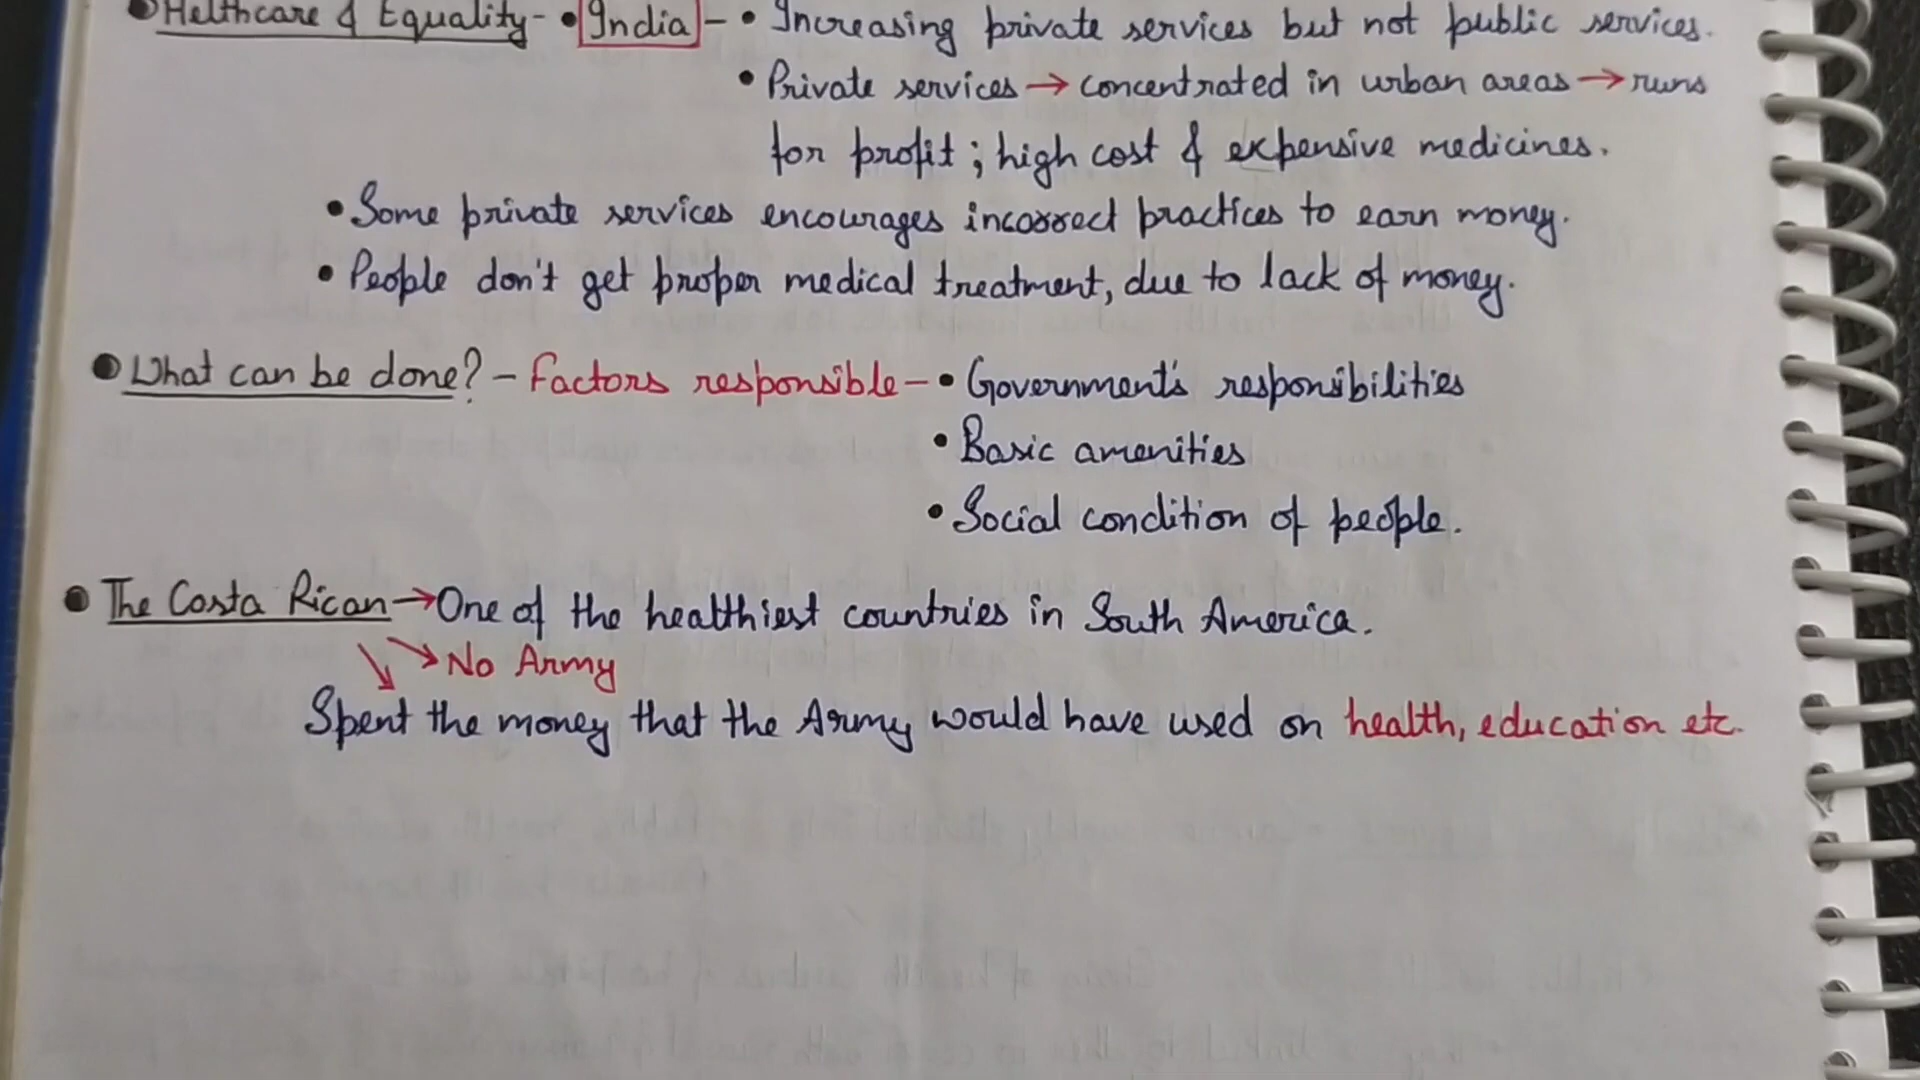 • Helthcare & Equality - • India - • Increasing private services but not public services.
• Private services → concentrated in urban areas → runs
for profit ; high cost & expensive medicines.
• Some private services encourages incorrect practices to earn money.
• People don't get proper medical treatment, due to lack of money.
• What can be done? - Factors responsible - • Government's responsibilities
• Basic amenities
• Social condition of people.
• The Costa Rican → One of the healthiest countries in South America.
→ No Army
Spent the money that the Army would have used on health, education etc.